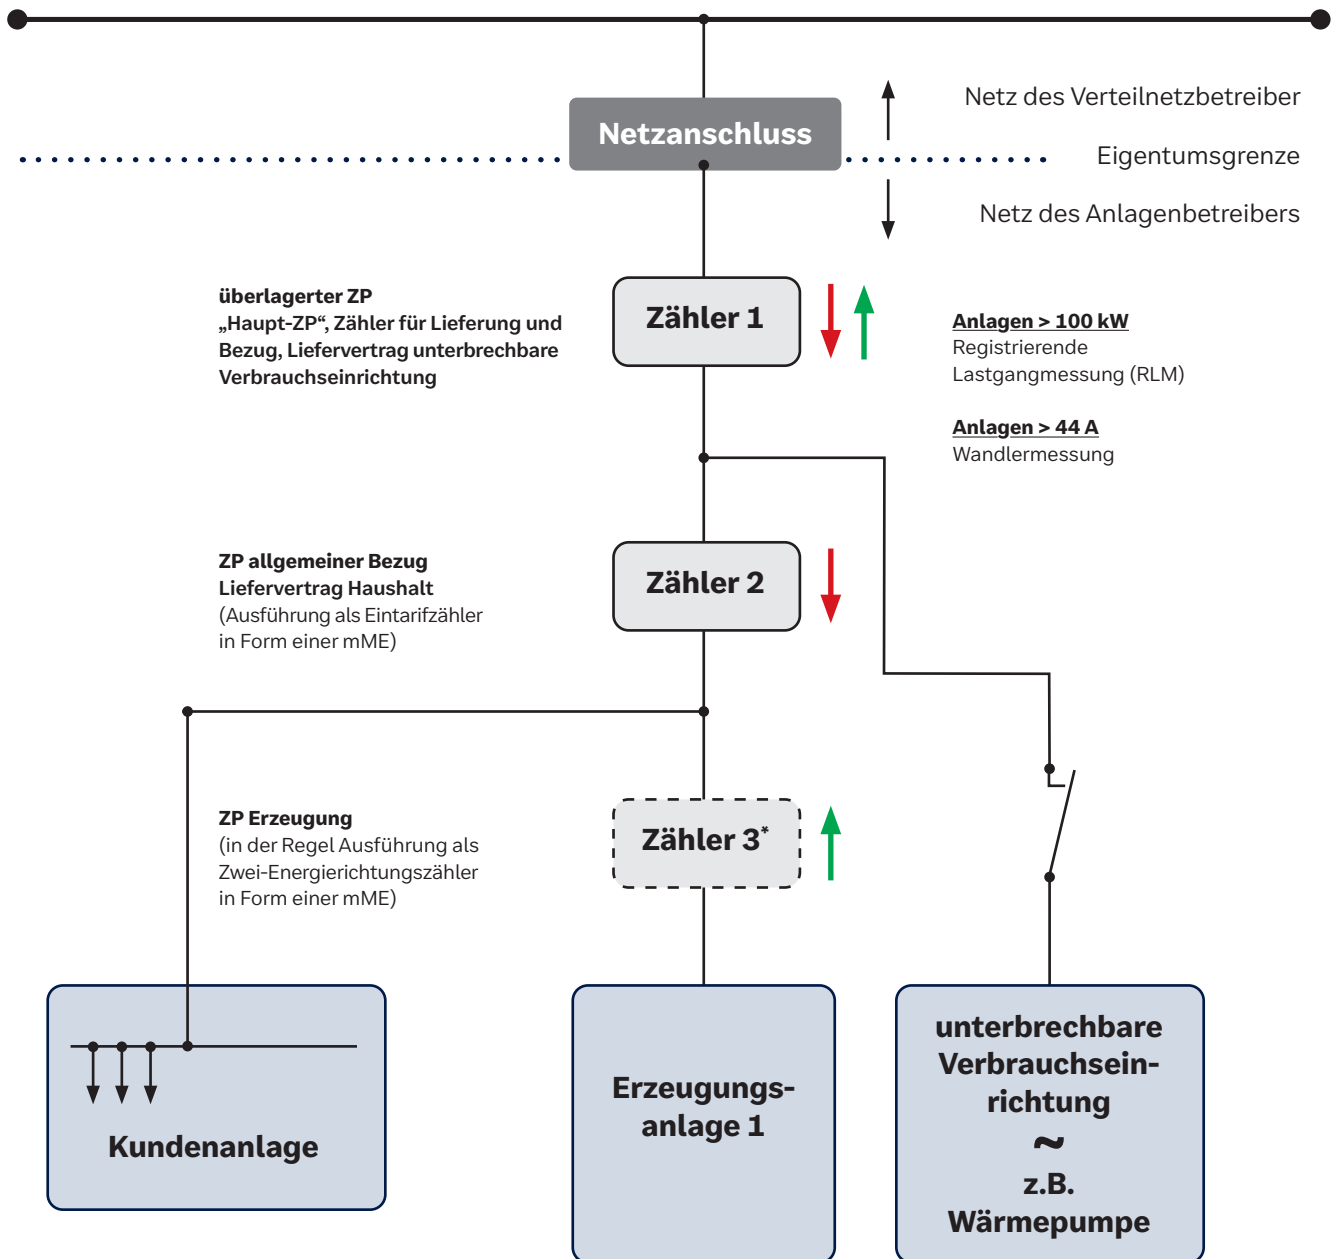 Netzanschluss
Netz des Verteilnetzbetreiber
Eigentumsgrenze
Netz des Anlagenbetreibers
überlagerter ZP
„Haupt-ZP“, Zähler für Lieferung und
Bezug, Liefervertrag unterbrechbare
Verbrauchseinrichtung
Zähler 1
Anlagen > 100 kW
Registrierende
Lastgangmessung (RLM)
Anlagen > 44 A
Wandlermessung
ZP allgemeiner Bezug
Liefervertrag Haushalt
(Ausführung als Eintarifzähler
in Form einer mME)
Zähler 2
ZP Erzeugung
(in der Regel Ausführung als
Zwei-Energierichtungszähler
in Form einer mME)
Zähler 3*
Kundenanlage
Erzeugungs-
anlage 1
unterbrechbare
Verbrauchsein-
richtung
~
z.B.
Wärmepumpe